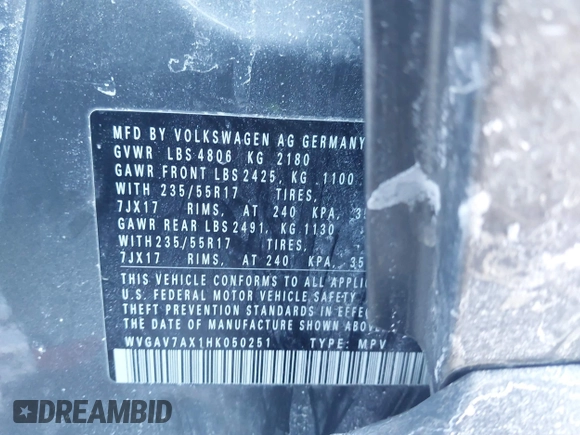 MFD BY VOLKSWAGEN AG GERMANY
GVWR LBS 4806 KG 2180
GAWR FRONT LBS 2425, KG 1100
WITH 235/55R17 TIRES,
7JX17 RIMS, AT 240 KPA, 35
GAWR REAR LBS 2491, KG 1130
WITH 235/55R17 TIRES,
7JX17 RIMS, AT 240 KPA, 35
THIS VEHICLE CONFORMS TO ALL APPLIC
U.S. FEDERAL MOTOR VEHICLE SAFETY
THEFT PREVENTION STANDARDS IN EFFE
THE DATE OF MANUFACTURE SHOWN ABOVE.
WVGAV7AX1HK050251 TYPE: MPV
DREAMBID